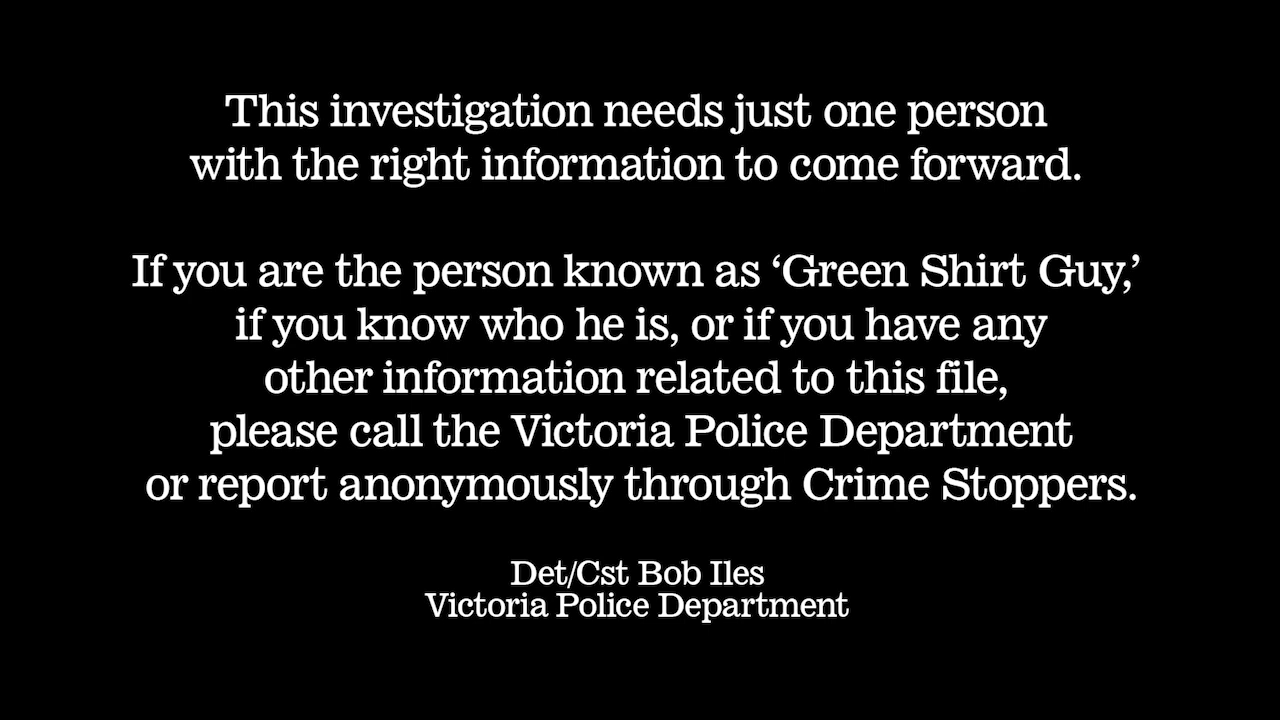 This investigation needs just one person
with the right information to come forward.
If you are the person known as ‘Green Shirt Guy,’
if you know who he is, or if you have any
other information related to this file,
please call the Victoria Police Department
or report anonymously through Crime Stoppers.
Det/Cst Bob Iles
Victoria Police Department